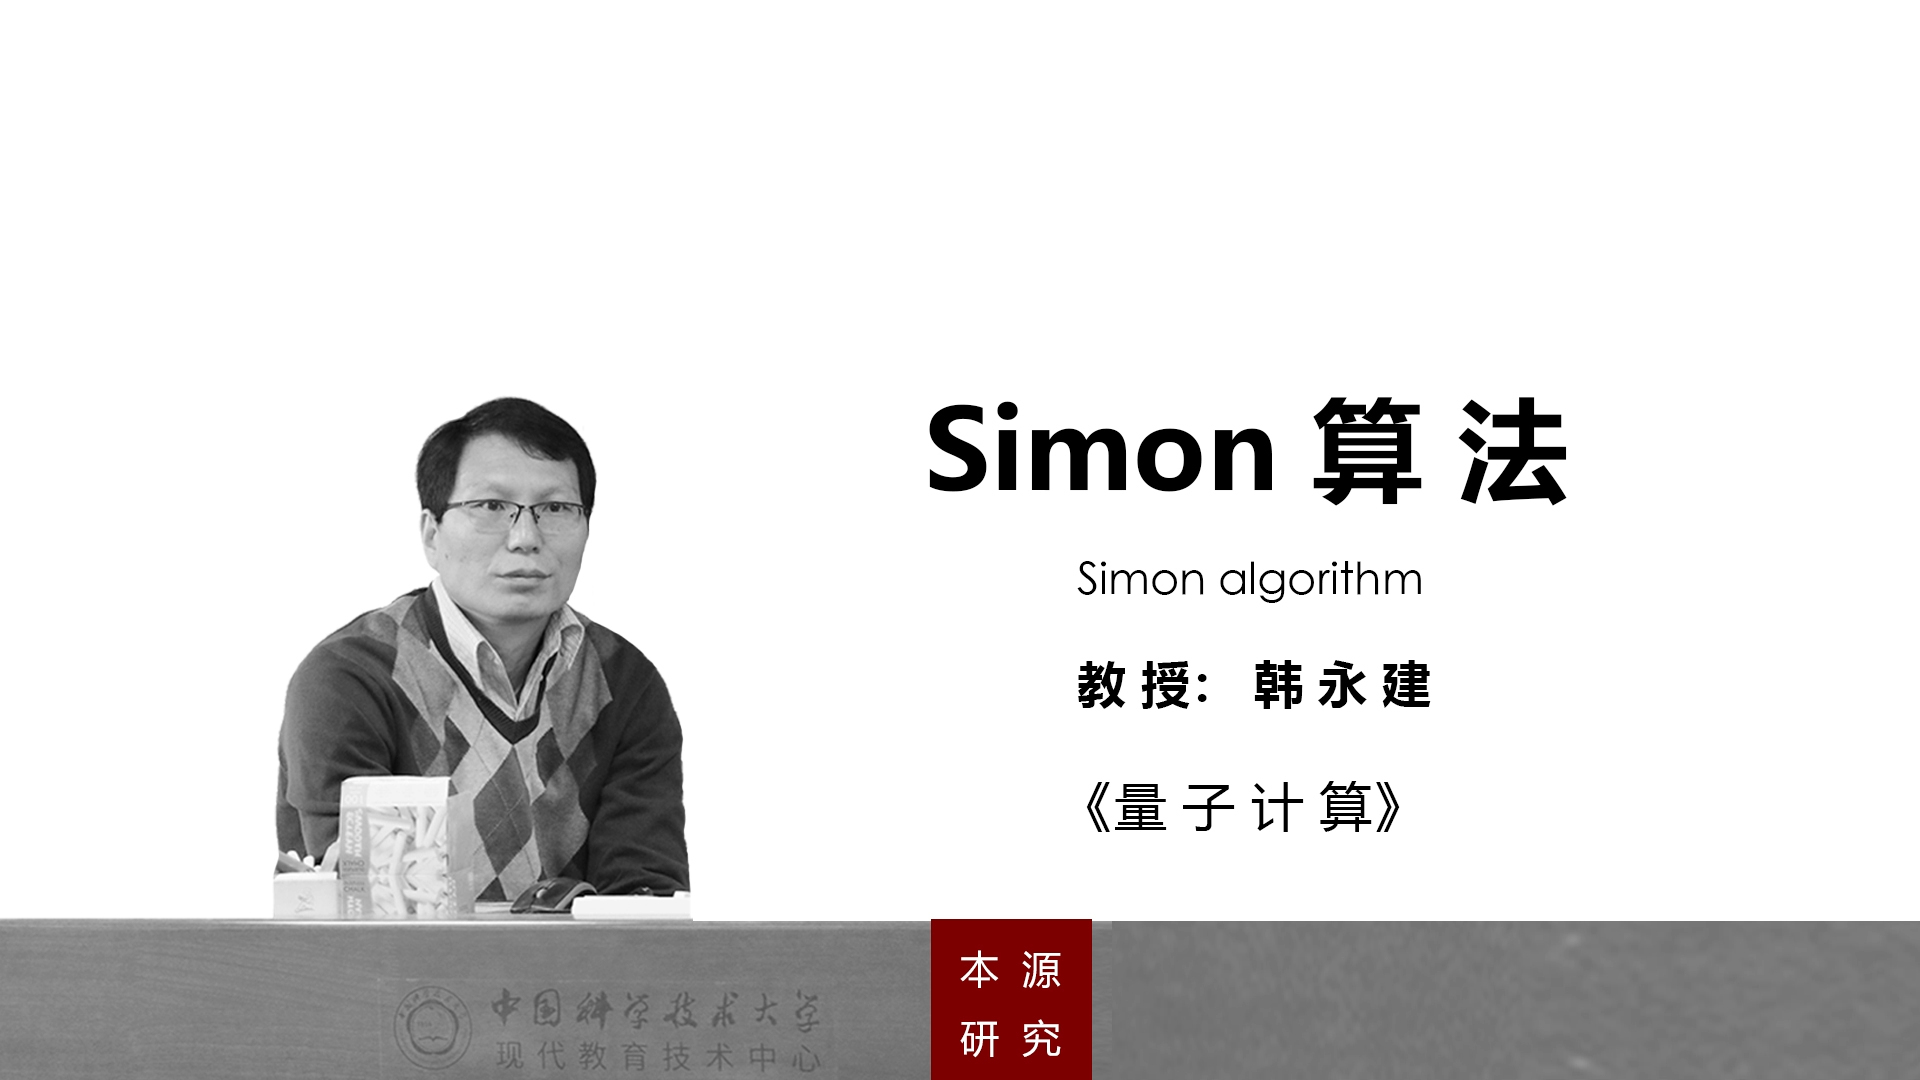 Simon 算法
Simon algorithm
教授： 韩永建
《量子计算》
本源
研究
中国科学技术大学
现代教育技术中心